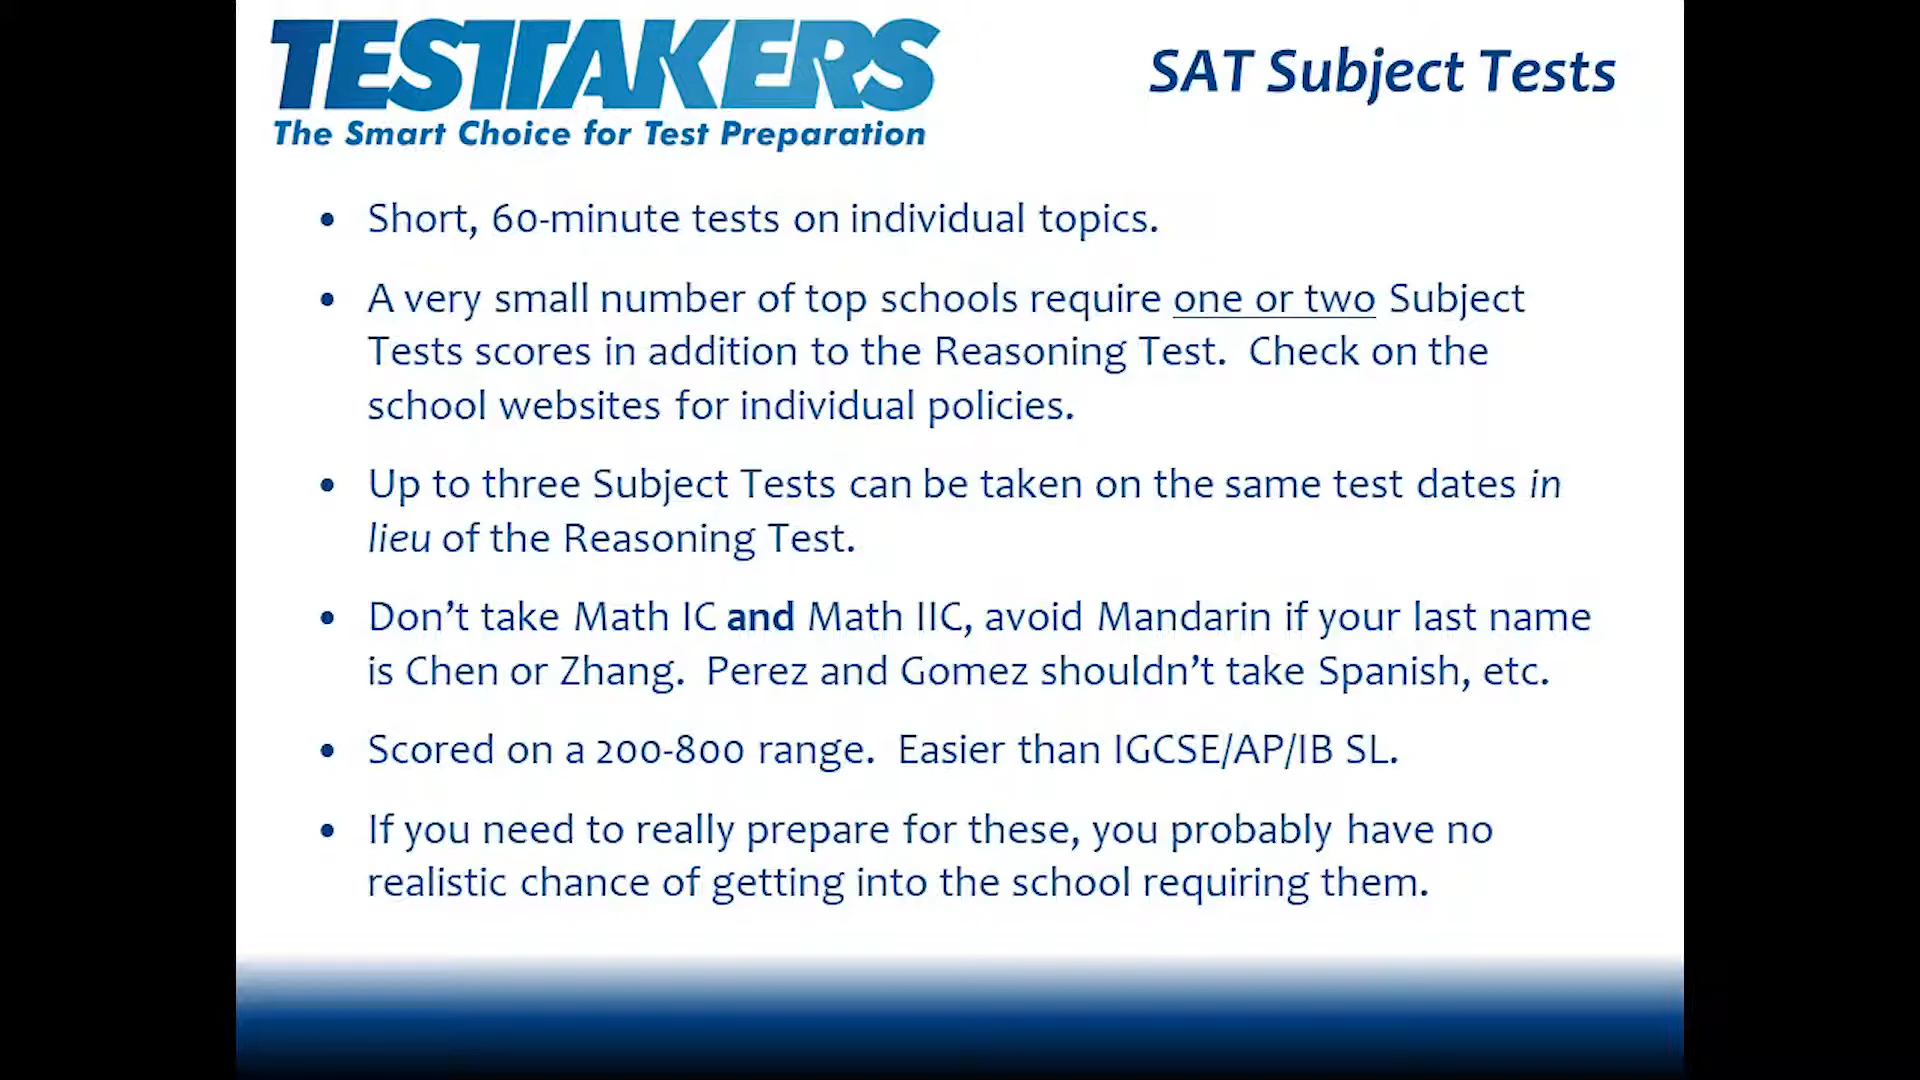 TESTTAKERS
The Smart Choice for Test Preparation
SAT Subject Tests
• Short, 60-minute tests on individual topics.
• A very small number of top schools require one or two Subject
Tests scores in addition to the Reasoning Test. Check on the
school websites for individual policies.
• Up to three Subject Tests can be taken on the same test dates in
lieu of the Reasoning Test.
• Don’t take Math IC and Math IIC, avoid Mandarin if your last name
is Chen or Zhang. Perez and Gomez shouldn’t take Spanish, etc.
• Scored on a 200-800 range. Easier than IGCSE/AP/IB SL.
• If you need to really prepare for these, you probably have no
realistic chance of getting into the school requiring them.